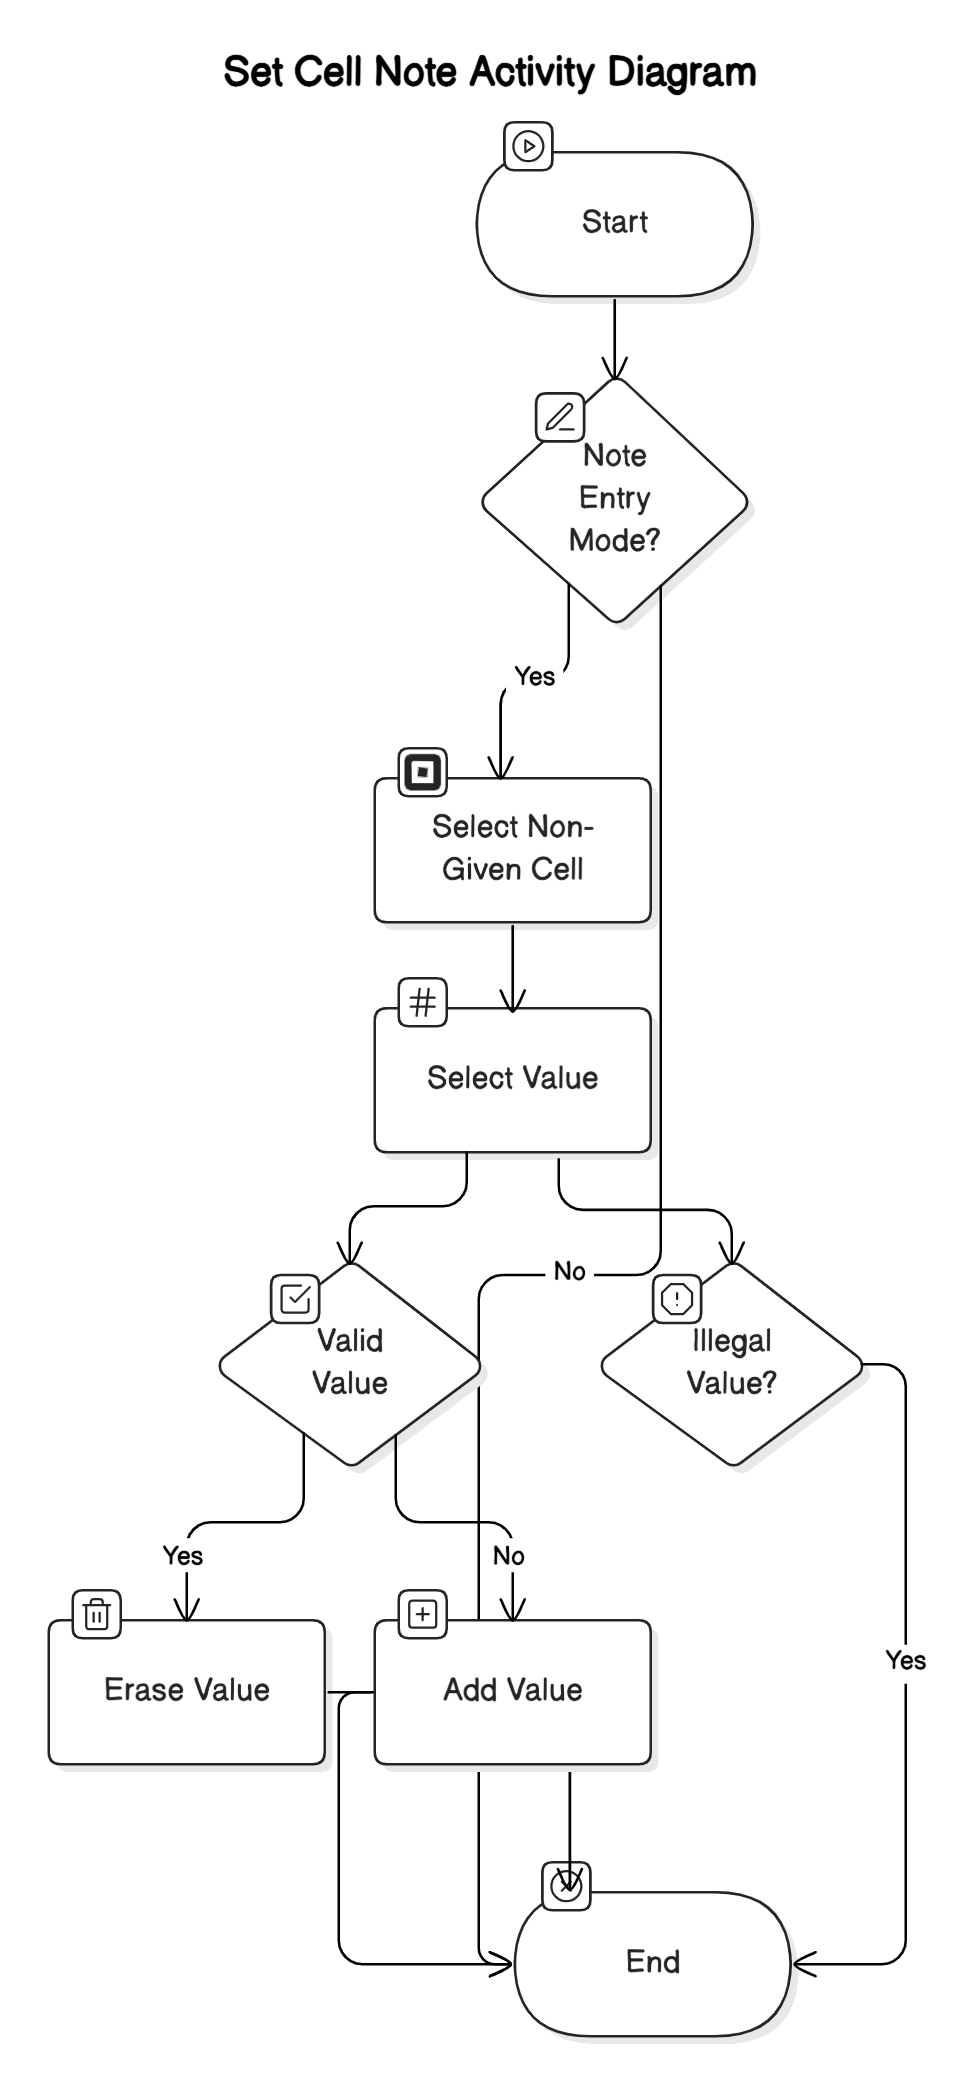 Set Cell Note Activity Diagram
Start
Note
Entry
Mode?
Yes
Select Non-
Given Cell
Select Value
No
Valid
Value
Illegal
Value?
Yes
No
Erase Value
Add Value
Yes
End